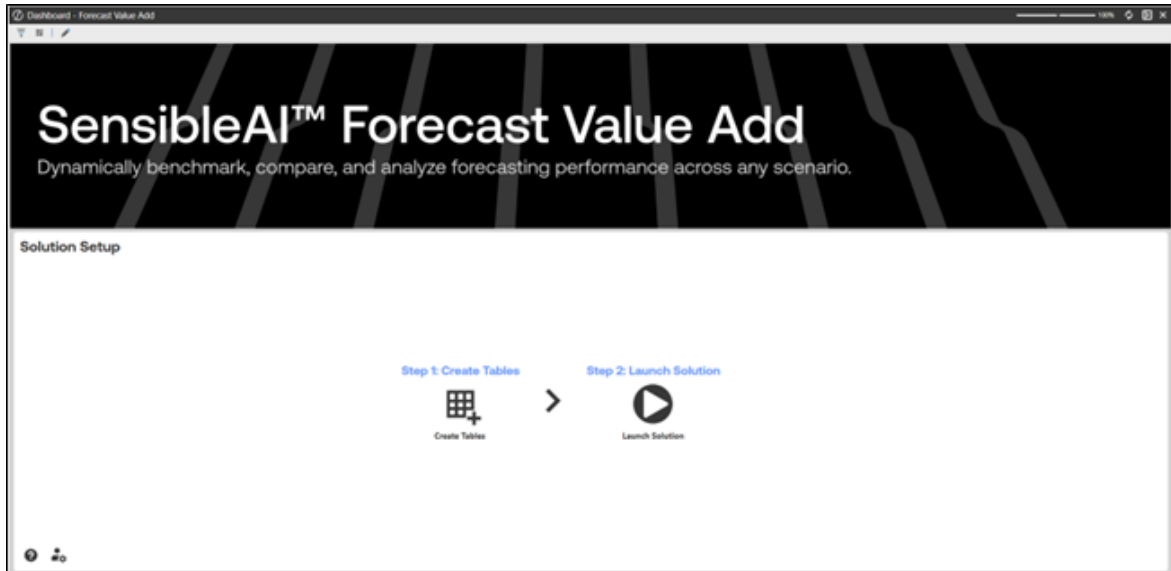 Dashboard - Forecast Value Add
100%
SensibleAI™ Forecast Value Add
Dynamically benchmark, compare, and analyze forecasting performance across any scenario.
Solution Setup
Step 1: Create Tables
Step 2: Launch Solution
Create Tables
Launch Solution